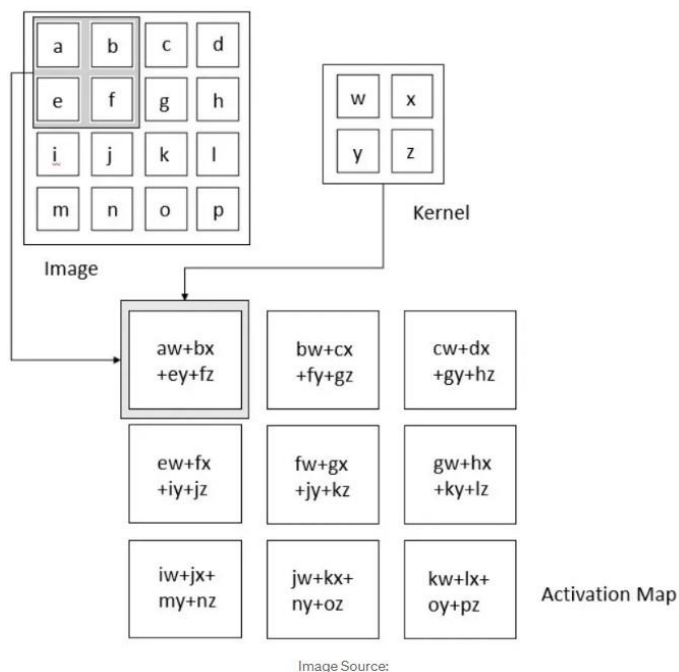 a b c d
e f g h
i j k l
m n o p
Image
w x
y z
Kernel
aw+bx
+ey+fz
bw+cx
+fy+gz
cw+dx
+gy+hz
ew+fx
+iy+jz
fw+gx
+jy+kz
gw+hx
+ky+lz
iw+jx+
my+nz
jw+kx+
ny+oz
kw+lx+
oy+pz
Activation Map
Image Source: